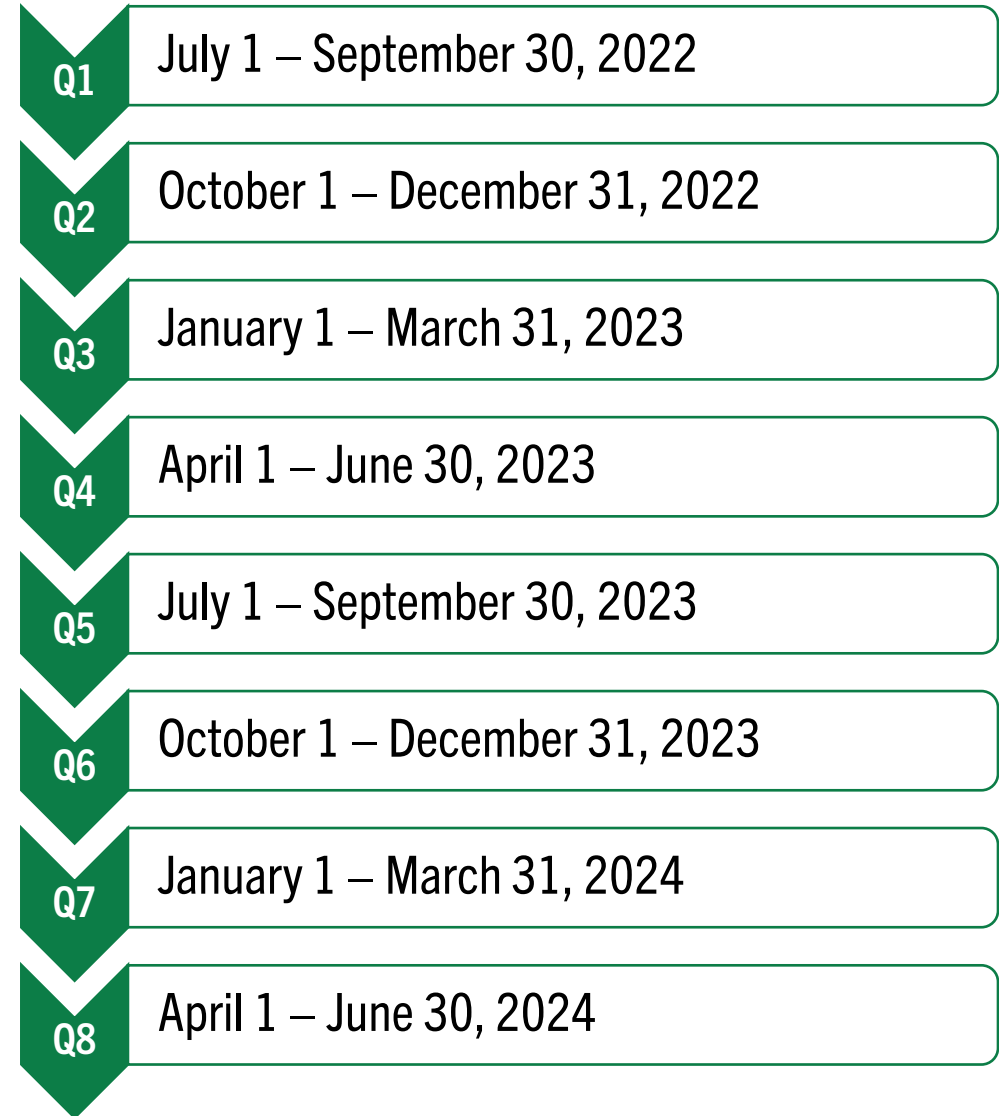 Q1 July 1 – September 30, 2022
Q2 October 1 – December 31, 2022
Q3 January 1 – March 31, 2023
Q4 April 1 – June 30, 2023
Q5 July 1 – September 30, 2023
Q6 October 1 – December 31, 2023
Q7 January 1 – March 31, 2024
Q8 April 1 – June 30, 2024